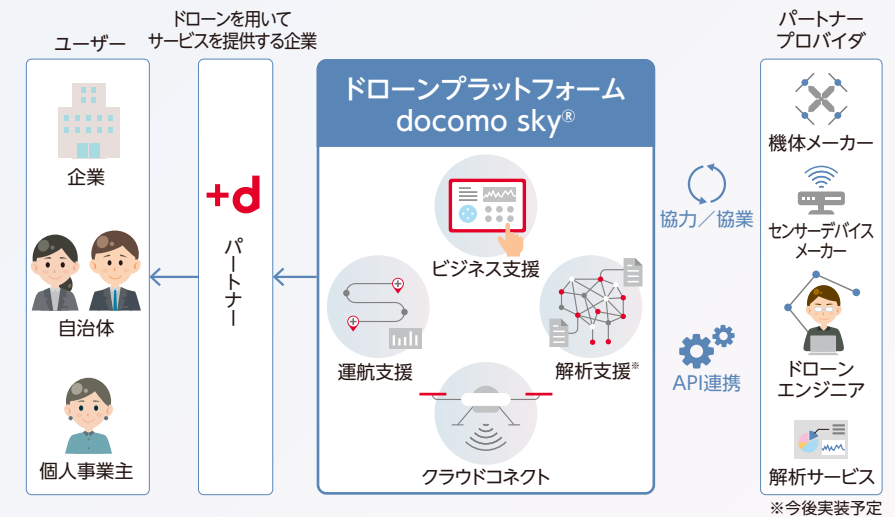 ユーザー
企業
自治体
個人事業主
ドローンを用いて
サービスを提供する企業
+d
パートナー
ドローンプラットフォーム
docomo sky®
ビジネス支援
運航支援
解析支援※
クラウドコネクト
協力／協業
API連携
パートナー
プロバイダ
機体メーカー
センサーデバイス
メーカー
ドローン
エンジニア
解析サービス
※今後実装予定